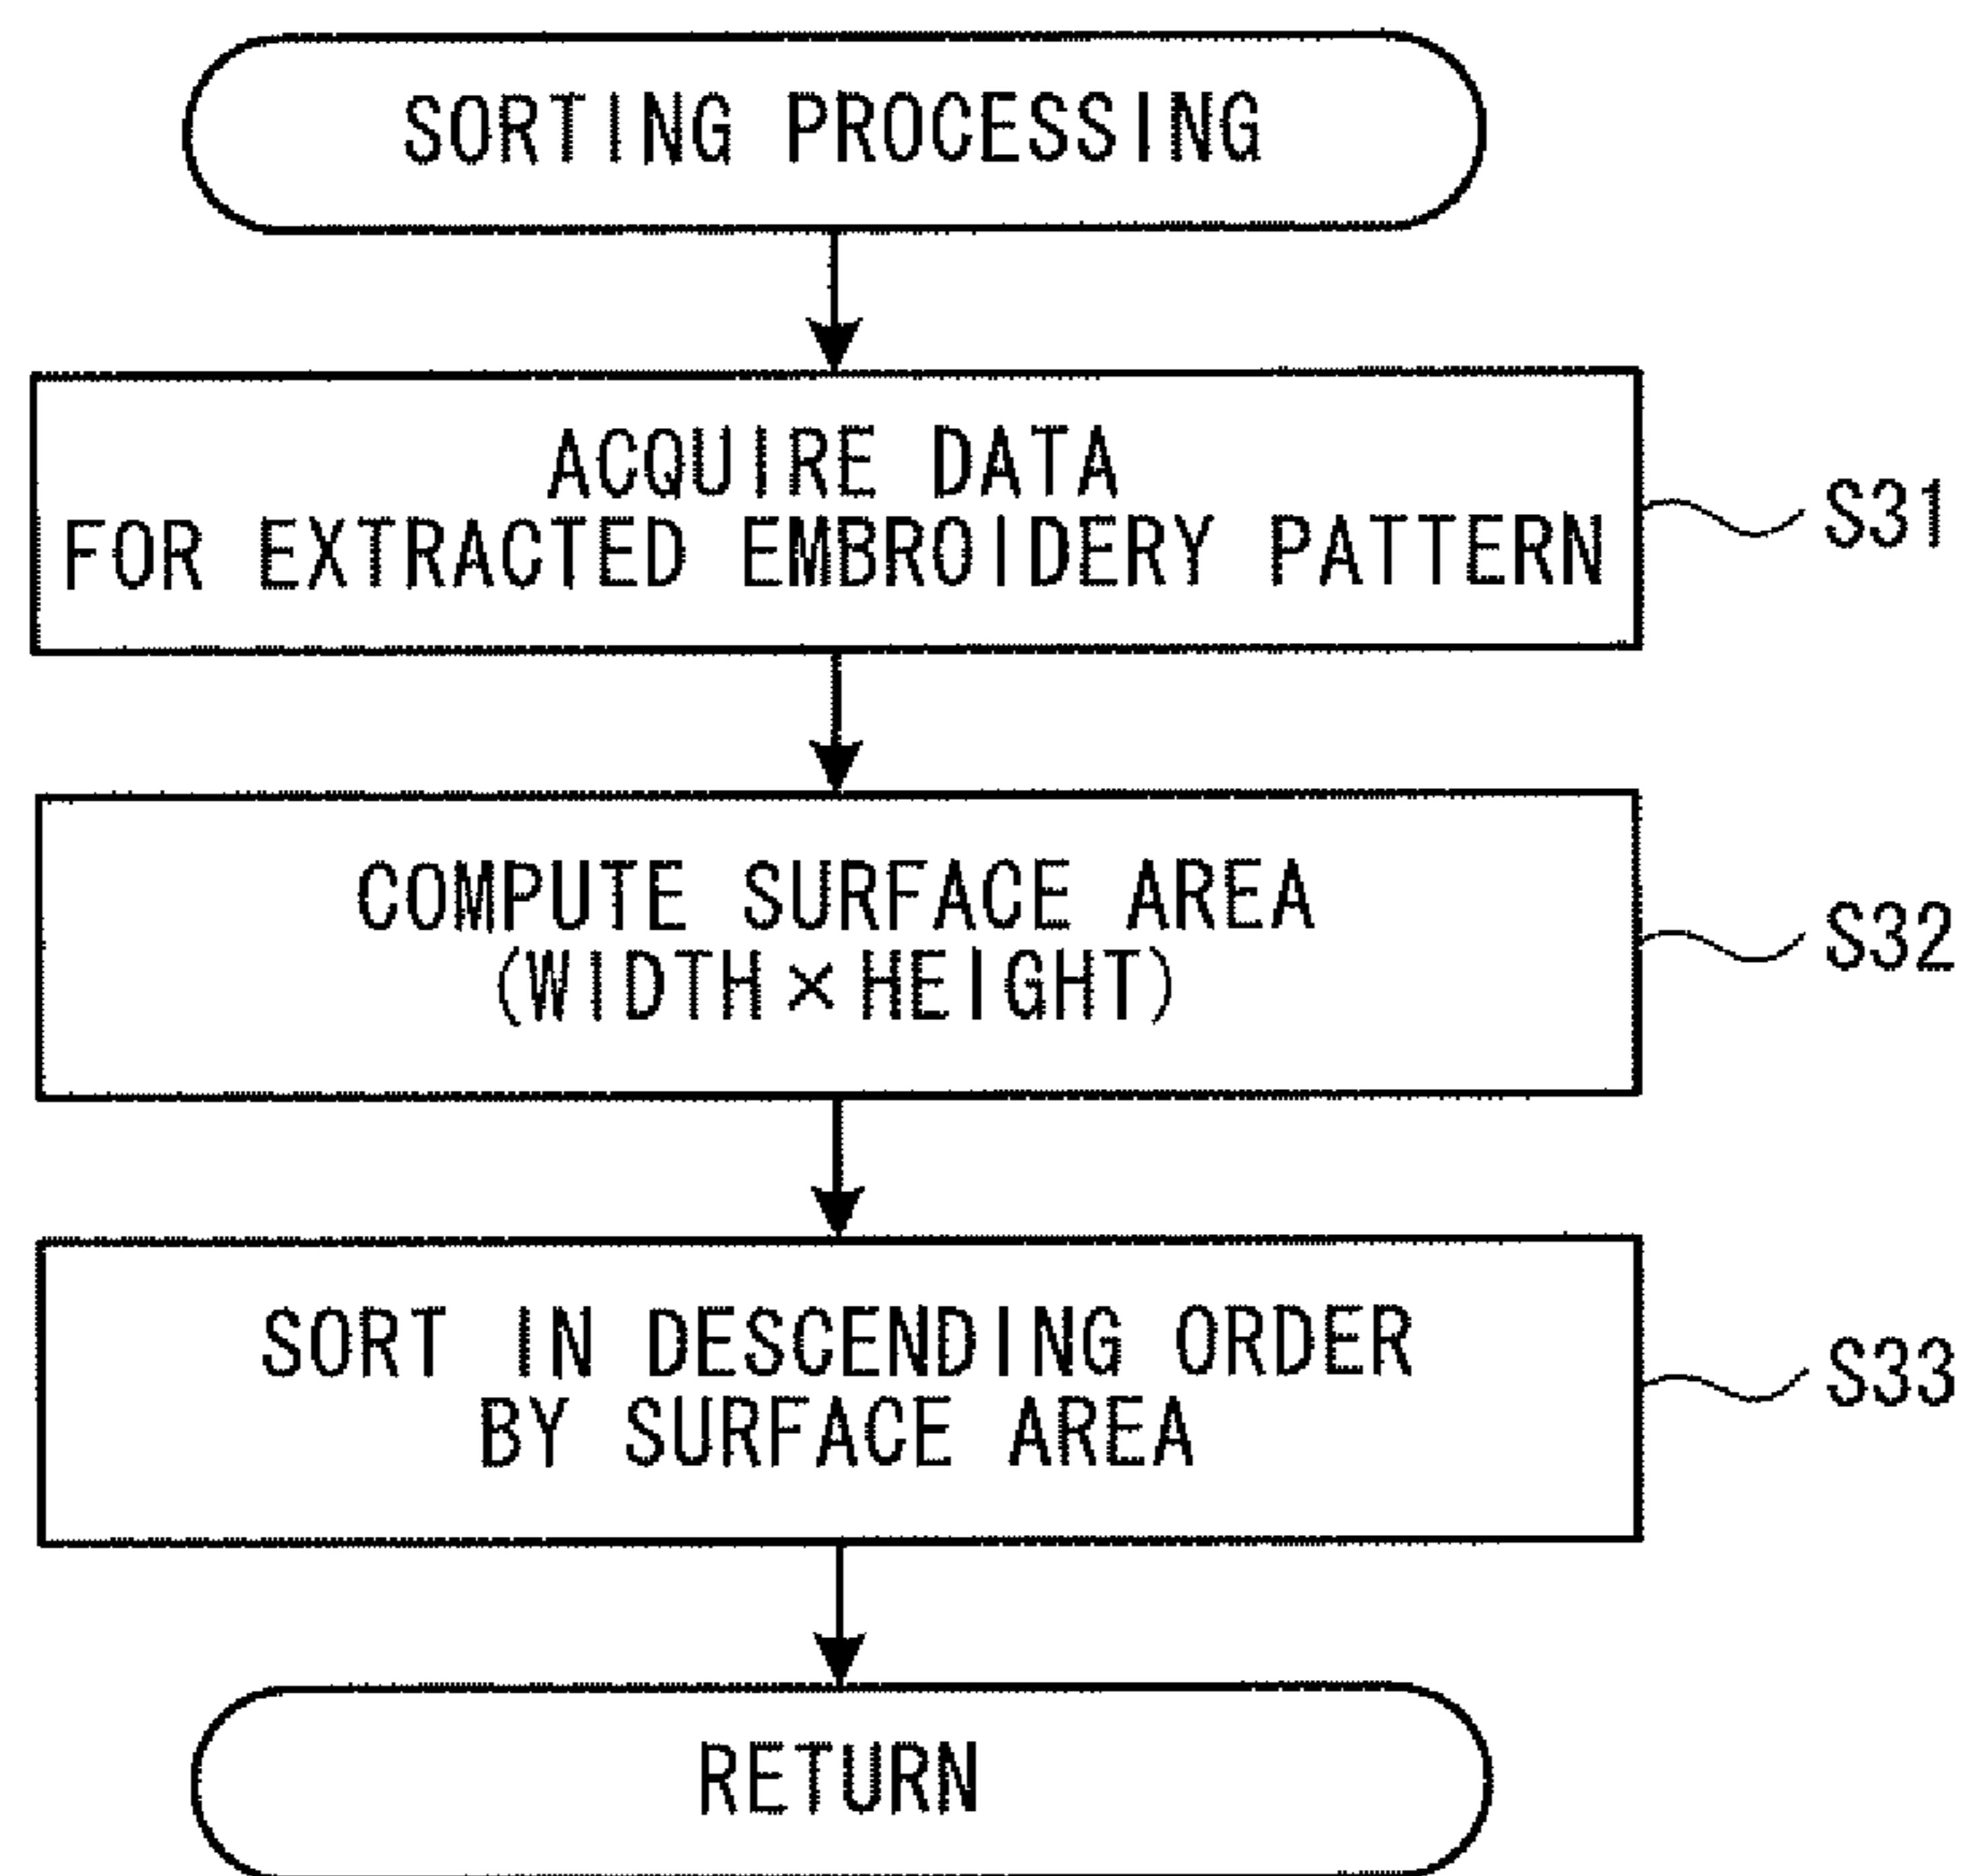 SORTING PROCESSING
ACQUIRE DATA
FOR EXTRACTED EMBROIDERY PATTERN
S31
COMPUTE SURFACE AREA
(WIDTH×HEIGHT)
S32
SORT IN DESCENDING ORDER
BY SURFACE AREA
S33
RETURN